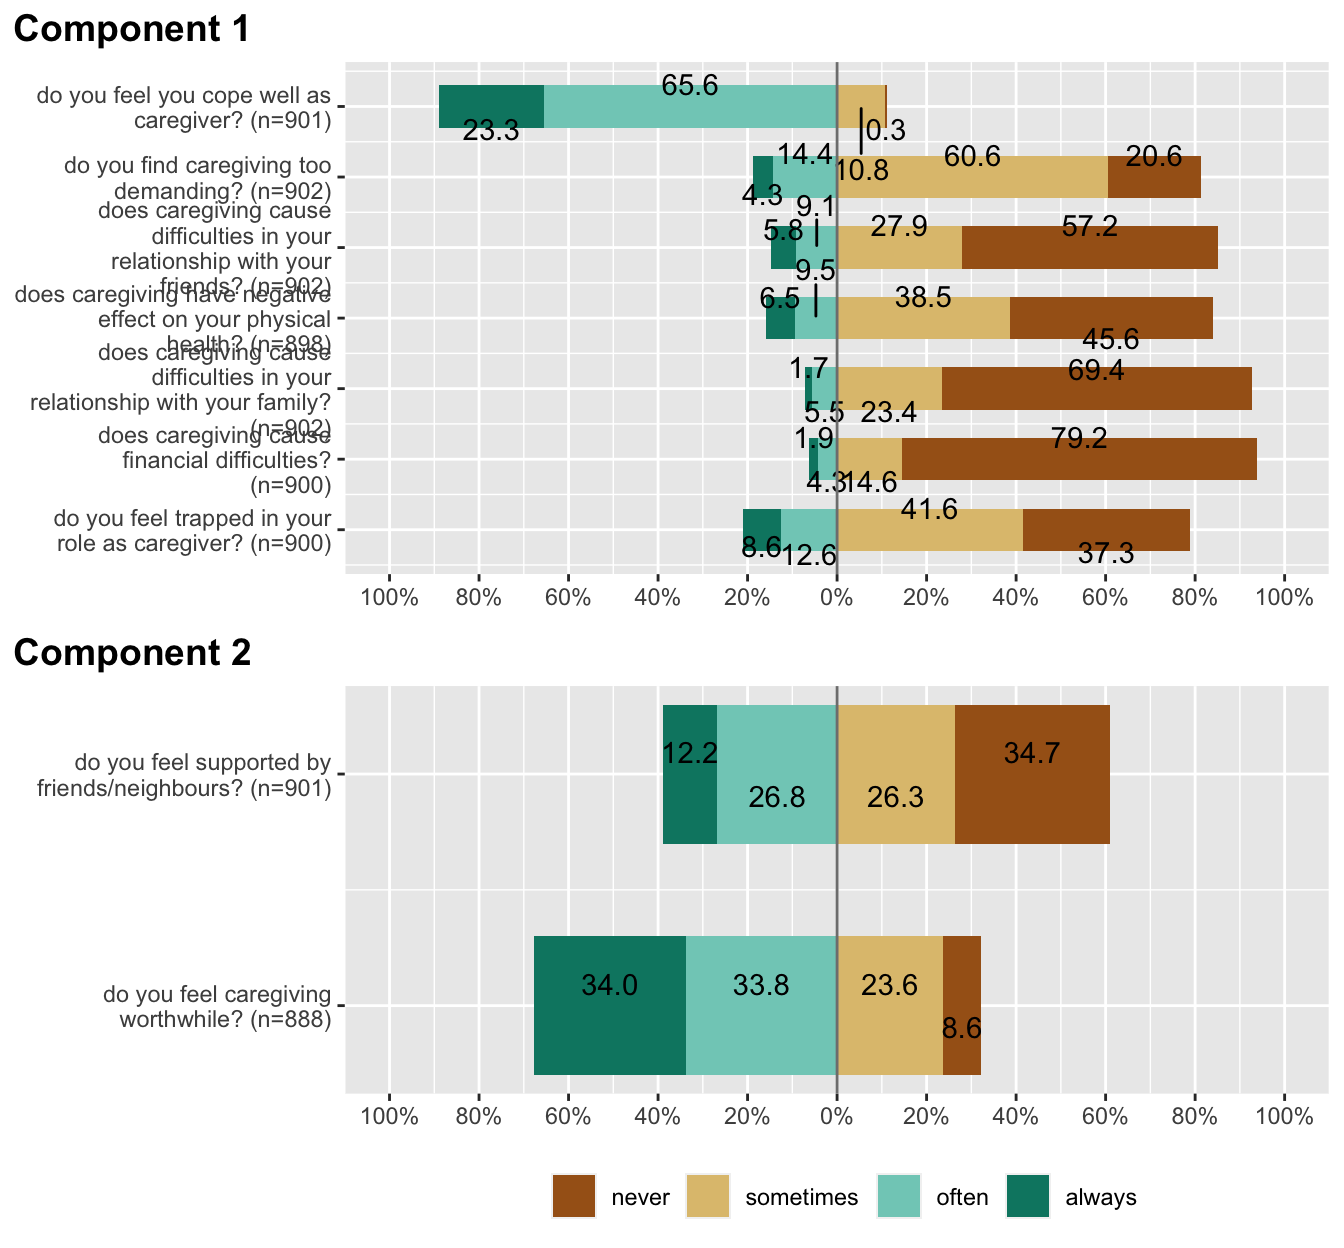 Component 1
do you feel you cope well as
caregiver? (n=901)
65.6
23.3
0.3
10.8
do you find caregiving too
demanding? (n=902)
14.4
60.6
20.6
4.3
does caregiving cause
difficulties in your
relationship with your
friends? (n=902)
9.1
5.8
27.9
57.2
does caregiving have negative
effect on your physical
health? (n=898)
9.5
6.5
38.5
45.6
does caregiving cause
difficulties in your
relationship with your family?
(n=902)
1.7
69.4
5.5
23.4
does caregiving cause
financial difficulties?
(n=900)
1.9
79.2
4.3
14.6
do you feel trapped in your
role as caregiver? (n=900)
41.6
8.6
12.6
37.3
100% 80% 60% 40% 20% 0% 20% 40% 60% 80% 100%
Component 2
do you feel supported by
friends/neighbours? (n=901)
12.2
34.7
26.8
26.3
do you feel caregiving
worthwhile? (n=888)
34.0
33.8
23.6
8.6
100% 80% 60% 40% 20% 0% 20% 40% 60% 80% 100%
never sometimes often always